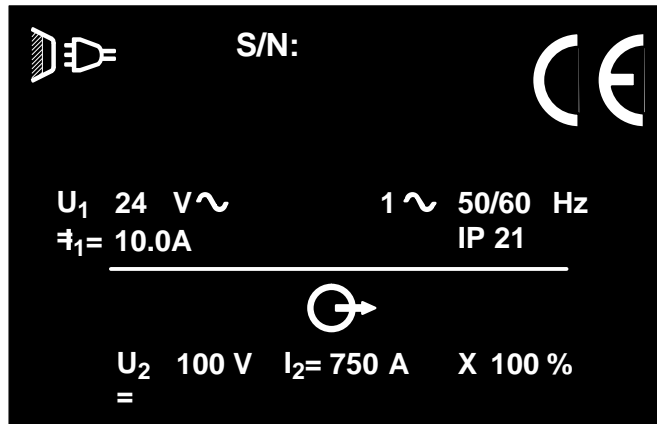 S/N:
CE
U1 24 V~ 1~ 50/60 Hz
I1= 10.0A IP 21
U2 100 V I2= 750 A X 100 %
=